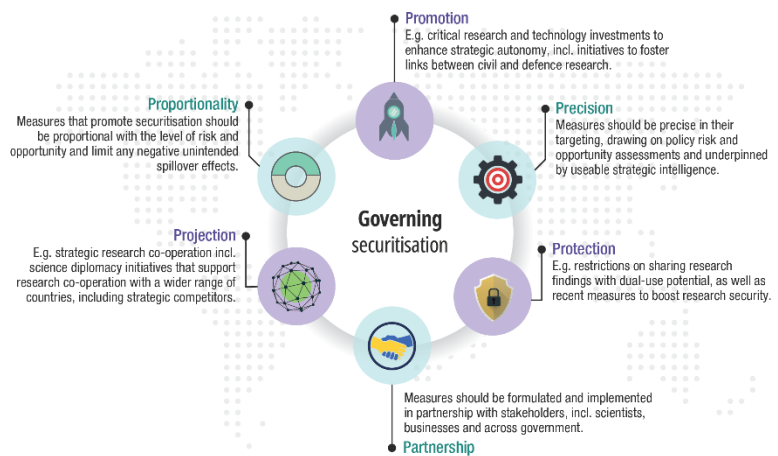 Promotion
E.g. critical research and technology investments to
enhance strategic autonomy, incl. initiatives to foster
links between civil and defence research.
Proportionality
Measures that promote securitisation should
be proportional with the level of risk and
opportunity and limit any negative unintended
spillover effects.
Precision
Measures should be precise in their
targeting, drawing on policy risk and
opportunity assessments and underpinned
by useable strategic intelligence.
Governing
securitisation
Projection
E.g. strategic research co-operation incl.
science diplomacy initiatives that support
research co-operation with a wider range of
countries, including strategic competitors.
Protection
E.g. restrictions on sharing research
findings with dual-use potential, as well as
recent measures to boost research security.
Measures should be formulated and implemented
in partnership with stakeholders, incl. scientists,
businesses and across government.
Partnership